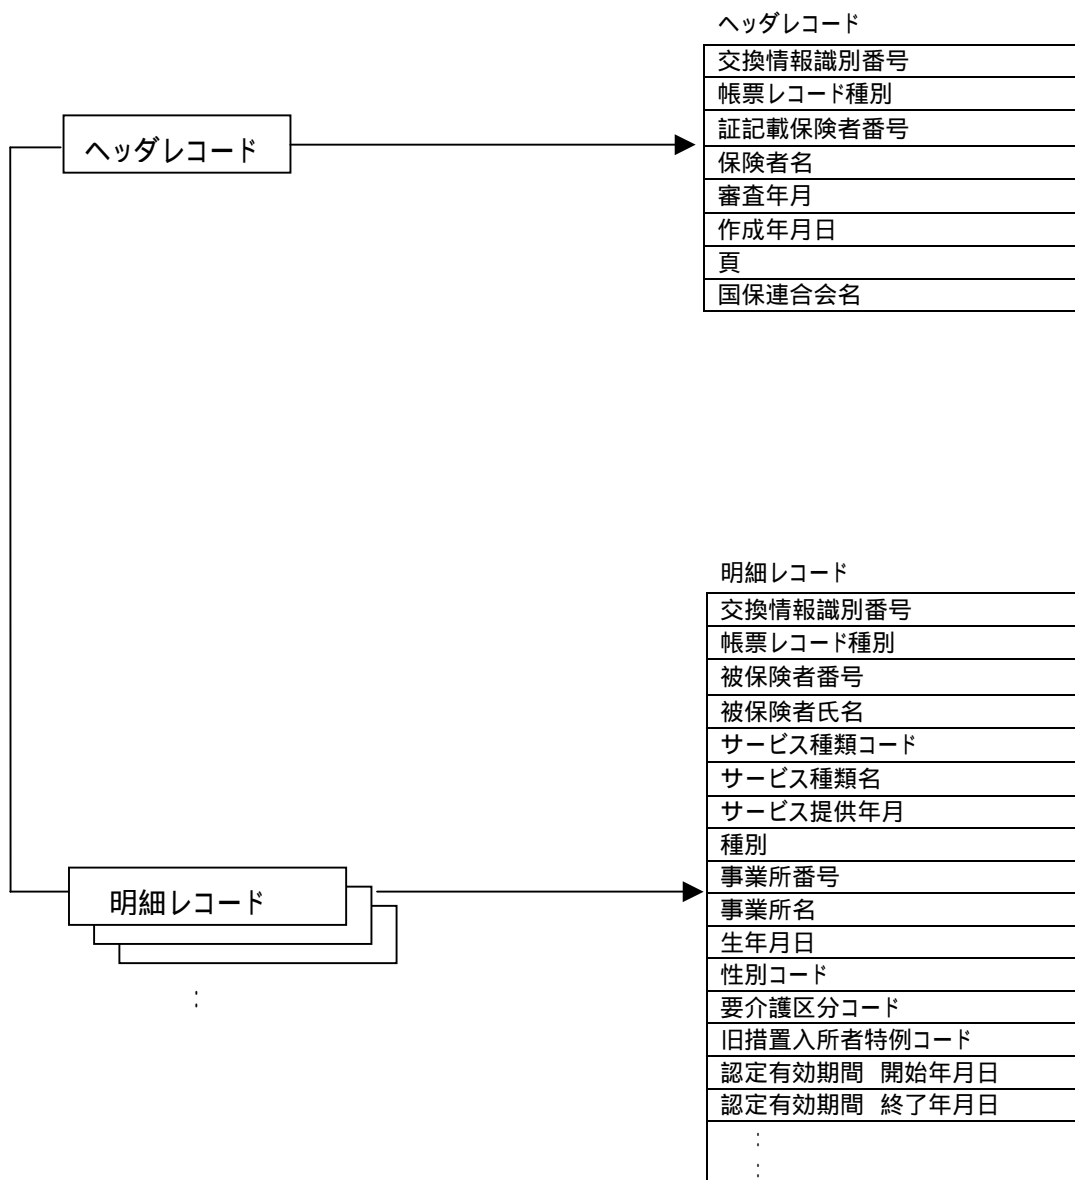 ヘッダレコード
ヘッダレコード
交換情報識別番号
帳票レコード種別
証記載保険者番号
保険者名
審査年月
作成年月日
頁
国保連合会名
明細レコード
:
明細レコード
交換情報識別番号
帳票レコード種別
被保険者番号
被保険者氏名
サービス種類コード
サービス種類名
サービス提供年月
種別
事業所番号
事業所名
生年月日
性別コード
要介護区分コード
旧措置入所者特例コード
認定有効期間 開始年月日
認定有効期間 終了年月日
:
: